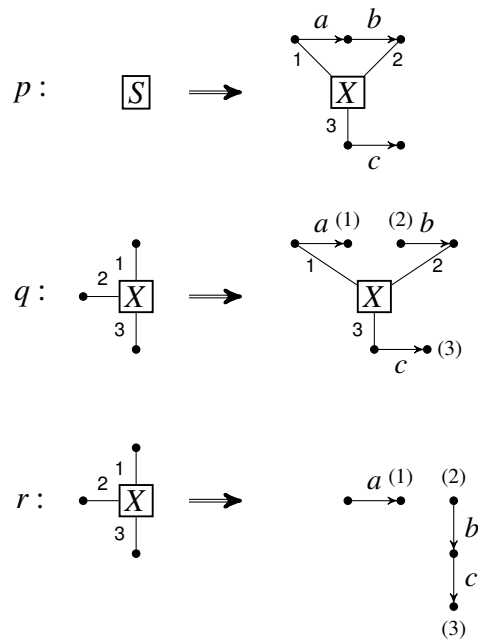 a b
1 2
p : S X
3
c
a (1) (2) b
1
2 1 2
q : X X
3 3
(3)
c
1
a (1) (2)
2
r : X
b
3
c
(3)